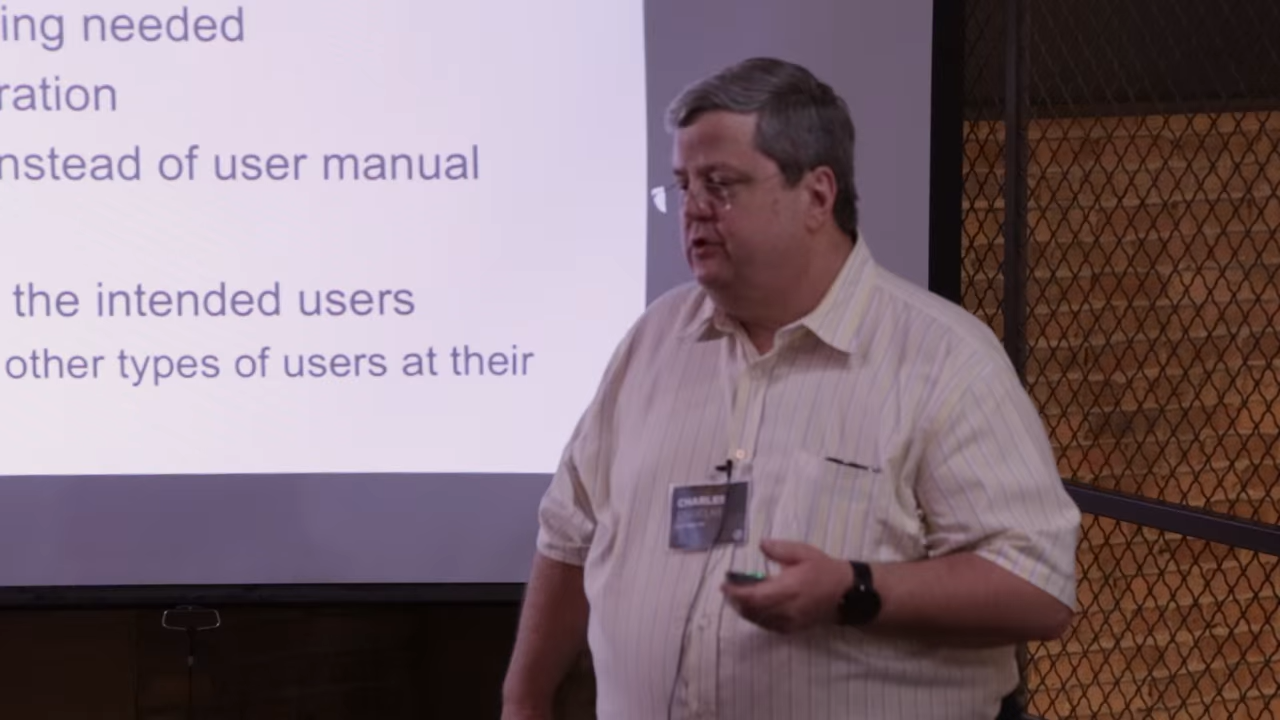 ing needed
ration
nstead of user manual
the intended users
other types of users at their
CHARLES